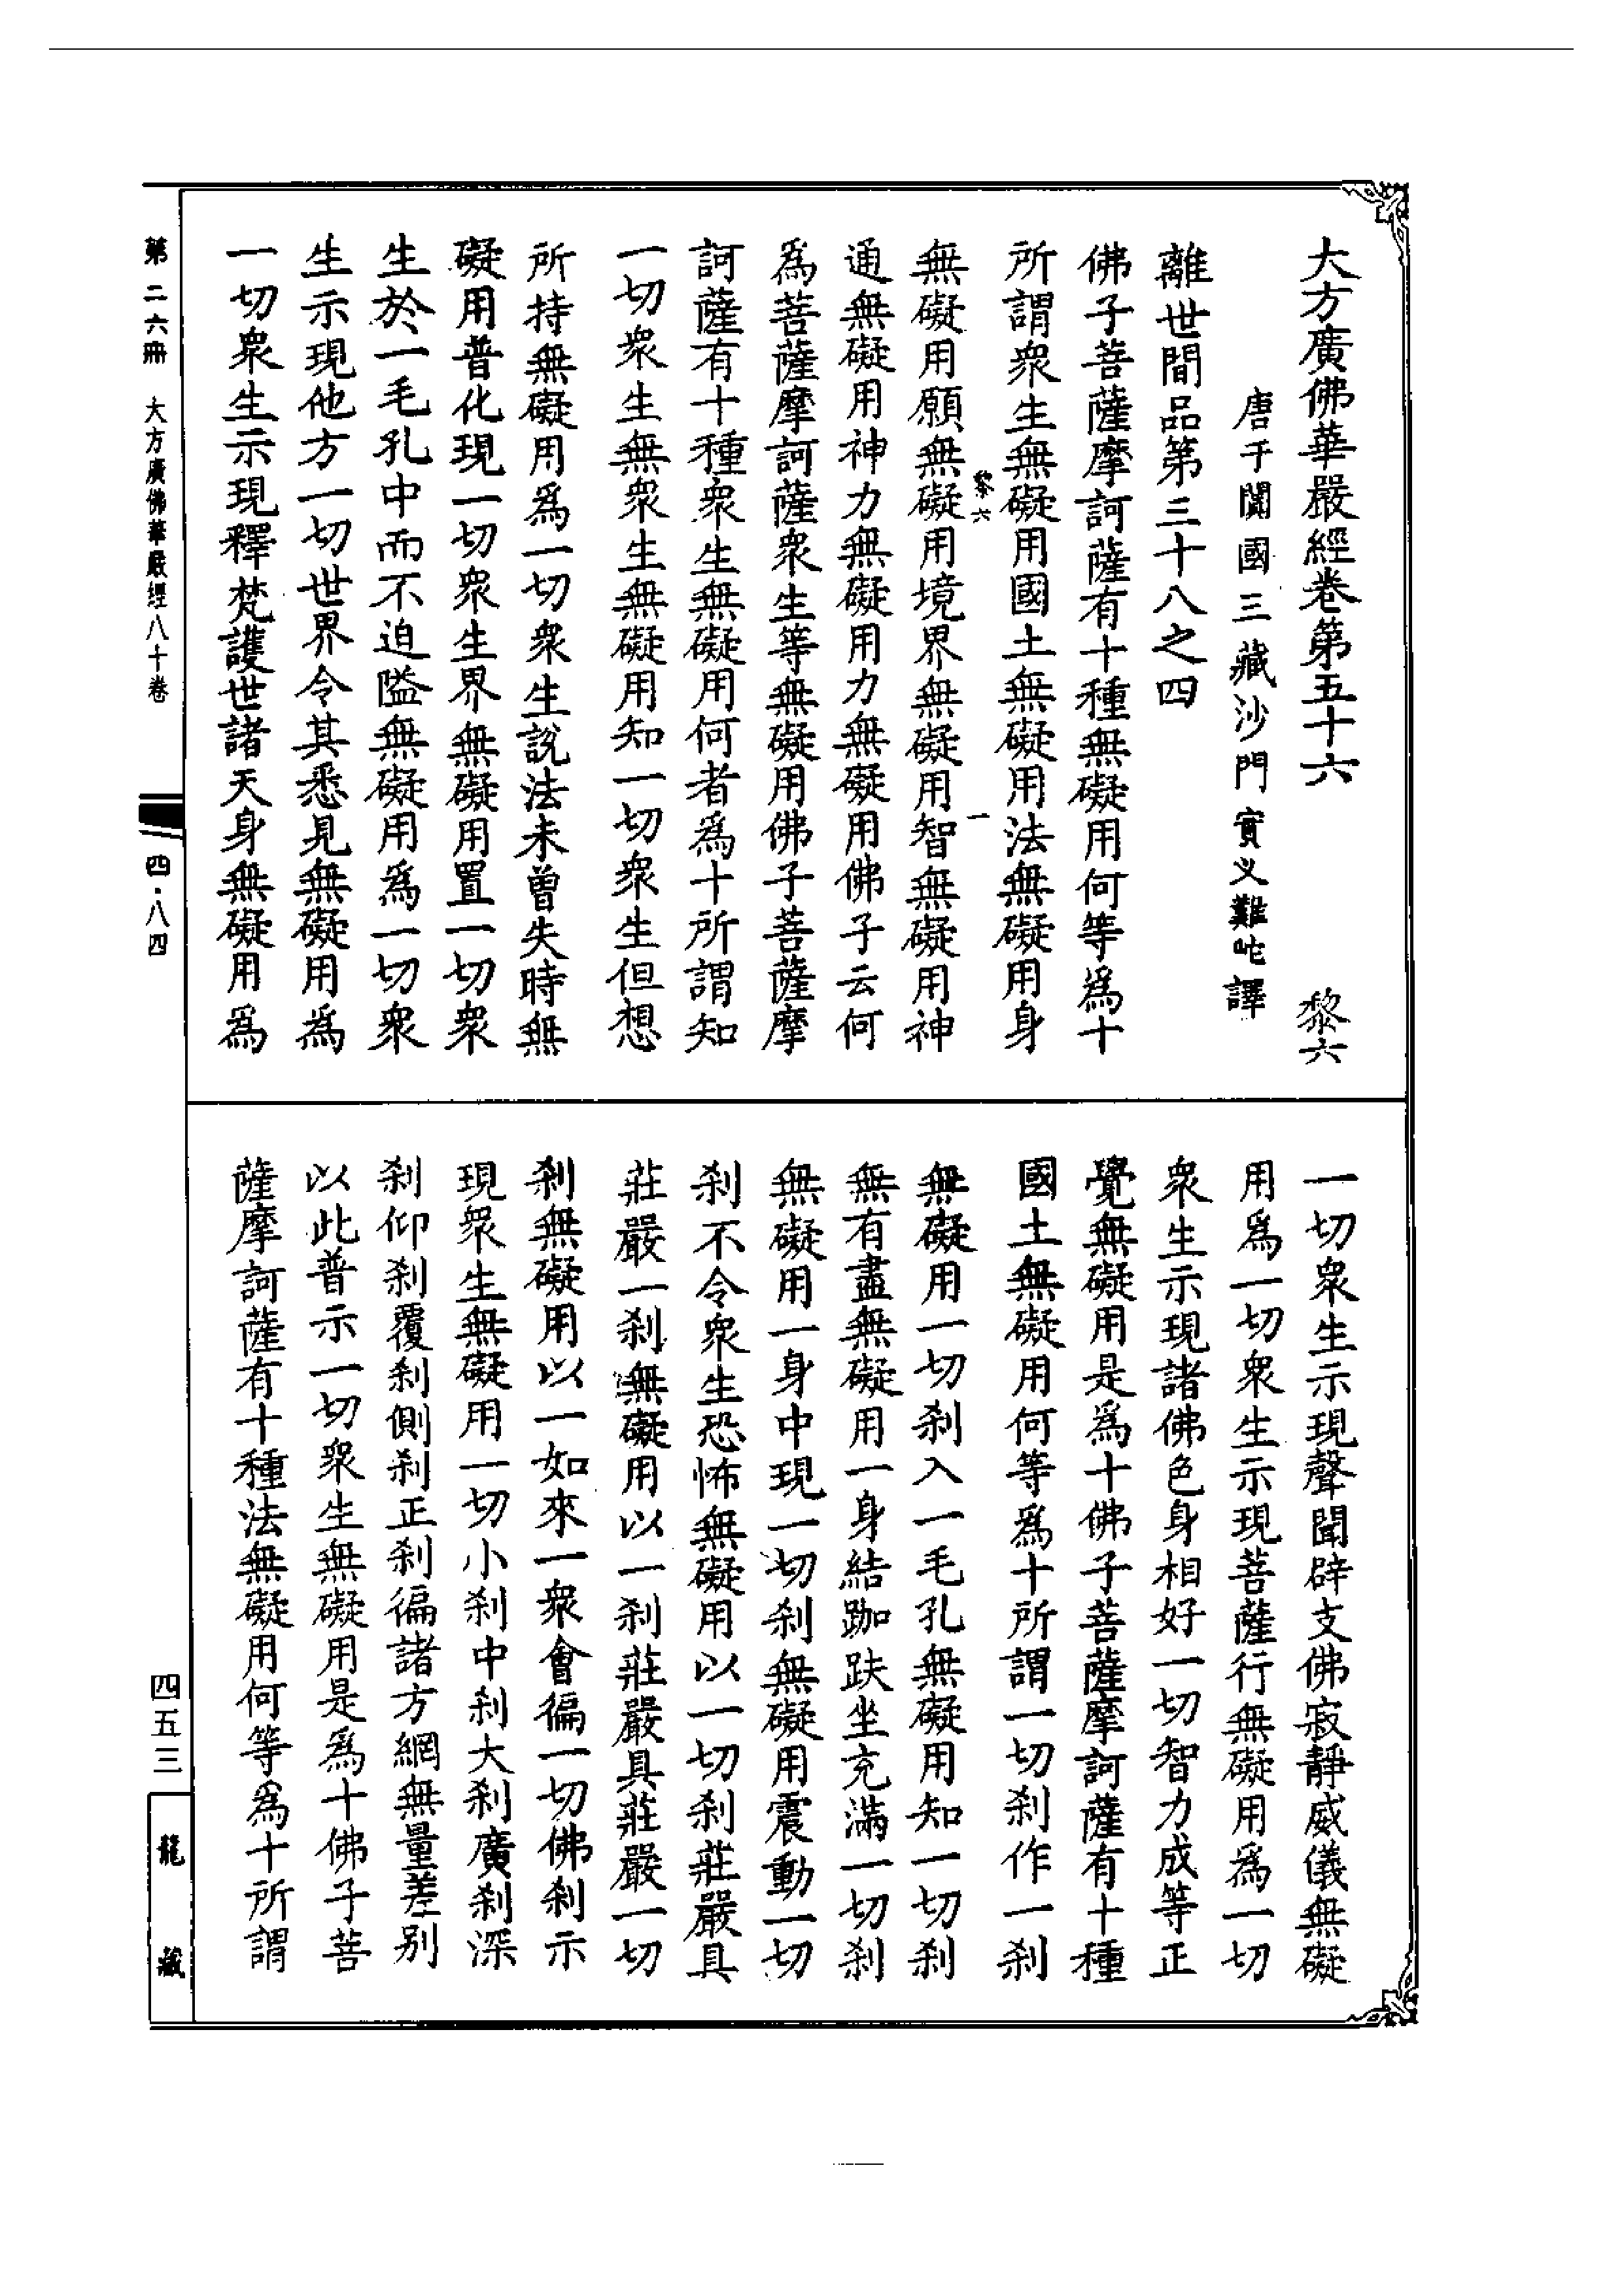 大方廣佛華嚴經卷第五十六　黎六
唐于闐國三藏沙門實叉難陀譯
離世間品第三十八之四
佛子菩薩摩訶薩有十種無礙用何等為十
所謂衆生無礙用國土無礙用法無礙用身
黎六　一
無礙用願無礙用境界無礙用智無礙用神
通無礙用神力無礙用力無礙用佛子云何
為菩薩摩訶薩衆生等無礙用佛子菩薩摩
訶薩有十種衆生無礙用何者為十所謂知
一切衆生無衆生無礙用知一切衆生但想
所持無礙用為一切衆生說法未曾失時無
礙用普化現一切衆生界無礙用置一切衆
生於一毛孔中而不迫隘無礙用為一切衆
生示現他方一切世界令其悉見無礙用為
一切衆生示現釋梵護世諸天身無礙用為
一切衆生示現聲聞辟支佛寂靜威儀無礙
用為一切衆生示現菩薩行無礙用為一切
衆生示現諸佛色身相好一切智力成等正
覺無礙用是為十佛子菩薩摩訶薩有十種
國土無礙用何等為十所謂一切刹作一刹
無礙用一切刹入一毛孔無礙用知一切刹
無有盡無礙用一身結跏趺坐充滿一切刹
無礙用一身中現一切刹無礙用震動一切
刹不令衆生恐怖無礙用以一切刹莊嚴具
莊嚴一刹無礙用以一刹莊嚴具莊嚴一切
刹無礙用以一如來一衆會徧一切佛刹示
現衆生無礙用一切小刹中刹大刹廣刹深
刹仰刹覆刹側刹正刹徧諸方網無量差別
以此普示一切衆生無礙用是為十佛子菩
薩摩訶薩有十種法無礙用何等為十所謂
第二六冊　大方廣佛華嚴經八十卷
四・八四
四五三
龍藏